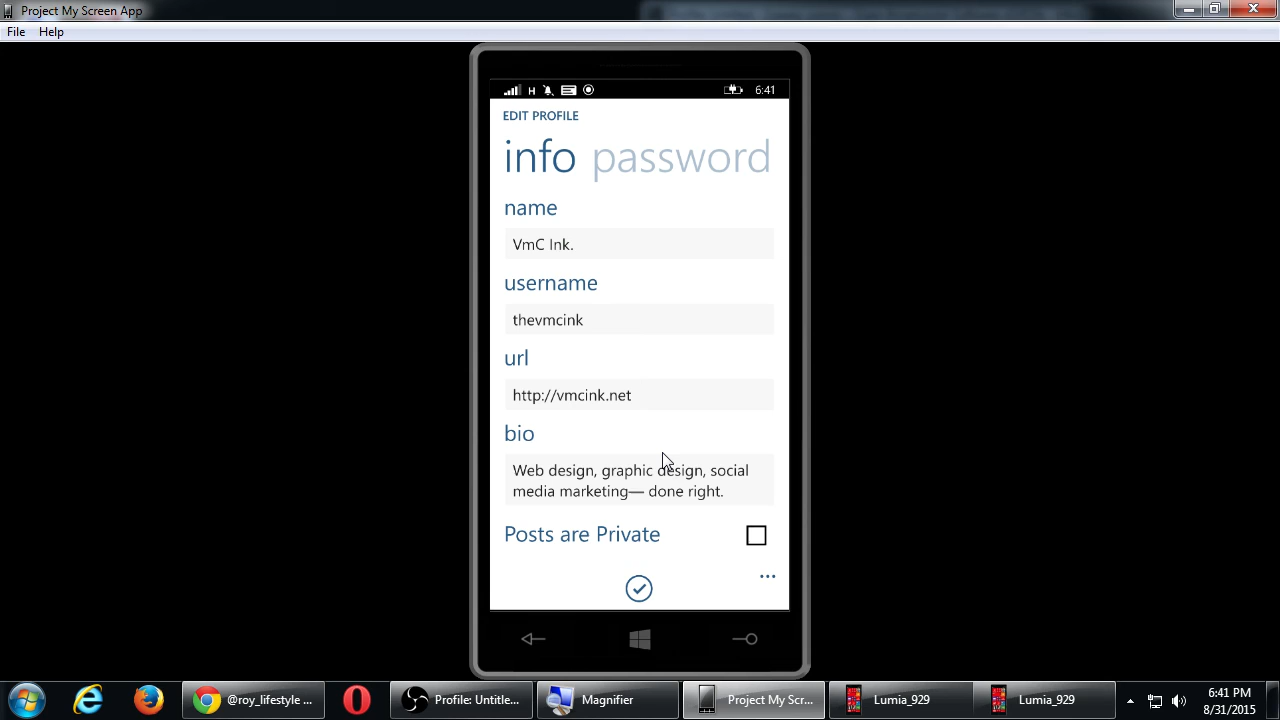 Project My Screen App
File Help
6:41
EDIT PROFILE
info password
name
VmC Ink.
username
thevmcink
url
http://vmcink.net
bio
Web design, graphic design, social
media marketing— done right.
Posts are Private
@roy_lifestyle ... Profile: Untitle... Magnifier Project My Scr... Lumia_929 Lumia_929
6:41 PM
8/31/2015